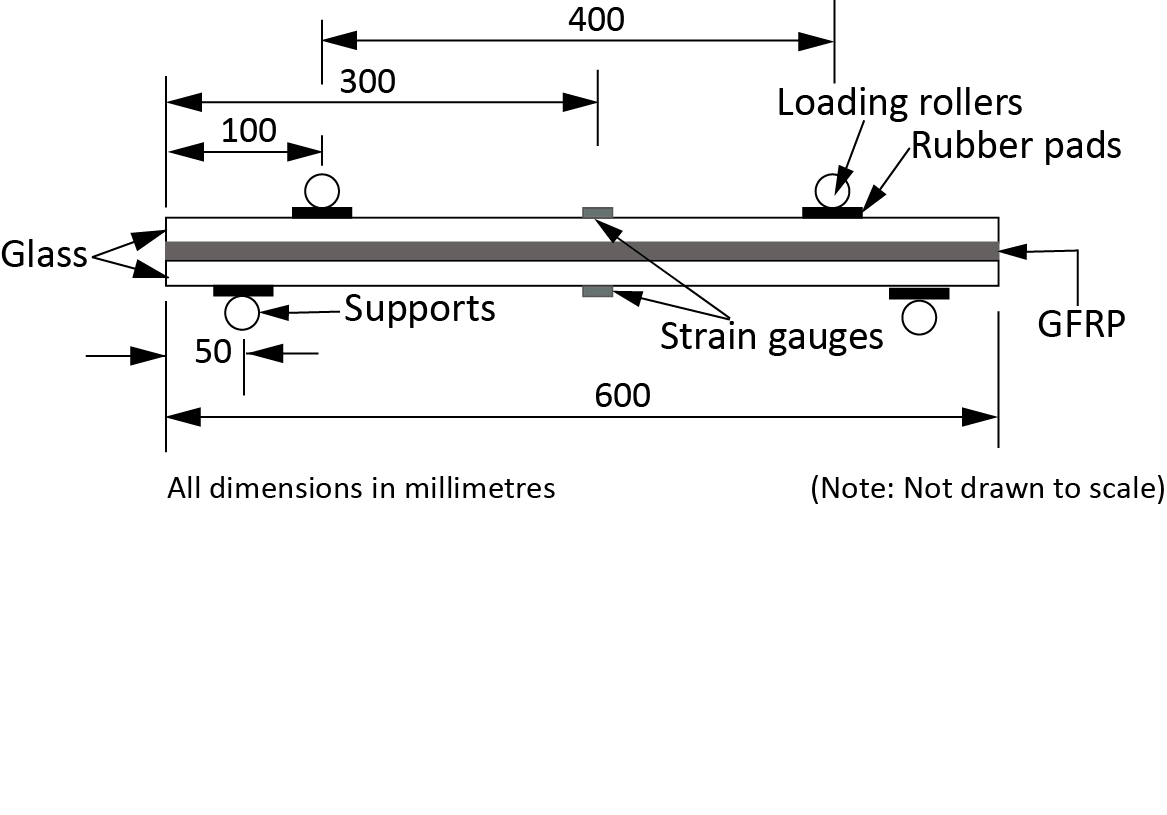 400
300
Loading rollers
100
Rubber pads
Glass
Supports
GFRP
Strain gauges
50
600
All dimensions in millimetres
(Note: Not drawn to scale)